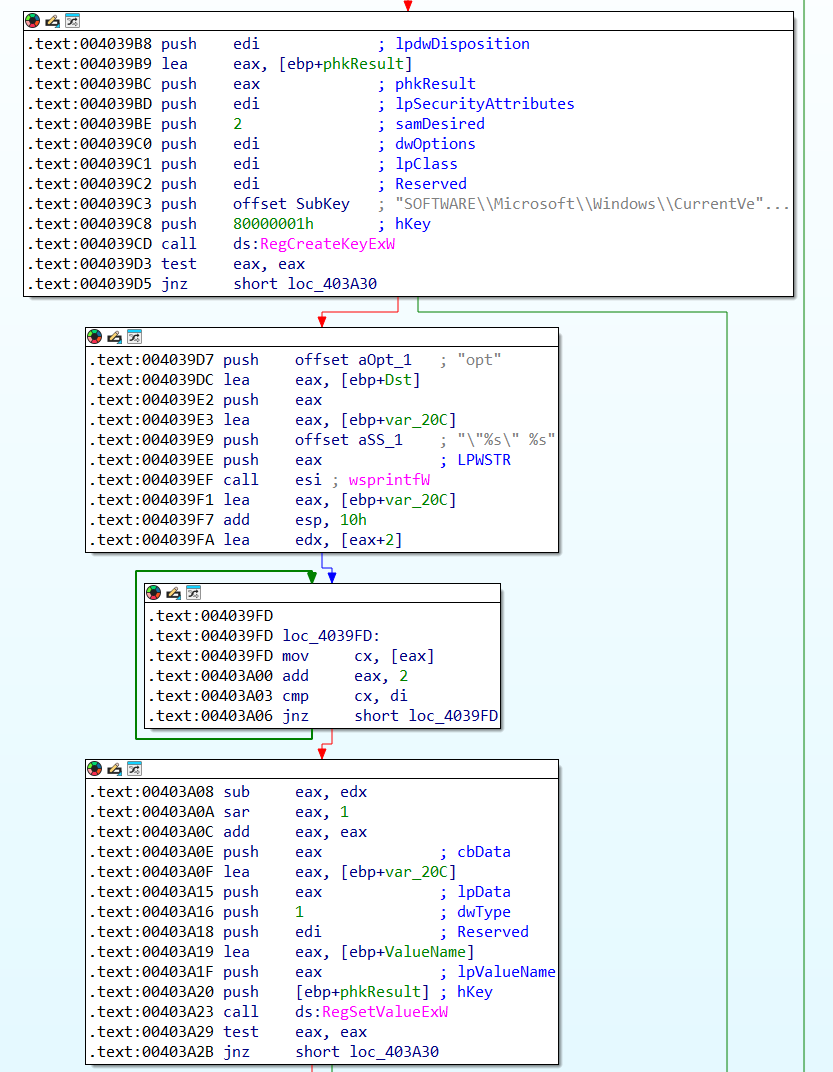 .text:004039B8 push    edi             ; lpdwDisposition
.text:004039B9 lea     eax, [ebp+phkResult]
.text:004039BC push    eax             ; phkResult
.text:004039BD push    edi             ; lpSecurityAttributes
.text:004039BE push    2               ; samDesired
.text:004039C0 push    edi             ; dwOptions
.text:004039C1 push    edi             ; lpClass
.text:004039C2 push    edi             ; Reserved
.text:004039C3 push    offset SubKey   ; "SOFTWARE\\Microsoft\\Windows\\CurrentVe"...
.text:004039C8 push    80000001h       ; hKey
.text:004039CD call    ds:RegCreateKeyExW
.text:004039D3 test    eax, eax
.text:004039D5 jnz     short loc_403A30
.text:004039D7 push    offset aOpt_1   ; "opt"
.text:004039DC lea     eax, [ebp+Dst]
.text:004039E2 push    eax
.text:004039E3 lea     eax, [ebp+var_20C]
.text:004039E9 push    offset aSS_1    ; "\"%s\" %s"
.text:004039EE push    eax             ; LPWSTR
.text:004039EF call    esi ; wsprintfW
.text:004039F1 lea     eax, [ebp+var_20C]
.text:004039F7 add     esp, 10h
.text:004039FA lea     edx, [eax+2]
.text:004039FD
.text:004039FD loc_4039FD:
.text:004039FD mov     cx, [eax]
.text:00403A00 add     eax, 2
.text:00403A03 cmp     cx, di
.text:00403A06 jnz     short loc_4039FD
.text:00403A08 sub     eax, edx
.text:00403A0A sar     eax, 1
.text:00403A0C add     eax, eax
.text:00403A0E push    eax             ; cbData
.text:00403A0F lea     eax, [ebp+var_20C]
.text:00403A15 push    eax             ; lpData
.text:00403A16 push    1               ; dwType
.text:00403A18 push    edi             ; Reserved
.text:00403A19 lea     eax, [ebp+ValueName]
.text:00403A1F push    eax             ; lpValueName
.text:00403A20 push    [ebp+phkResult] ; hKey
.text:00403A23 call    ds:RegSetValueExW
.text:00403A29 test    eax, eax
.text:00403A2B jnz     short loc_403A30